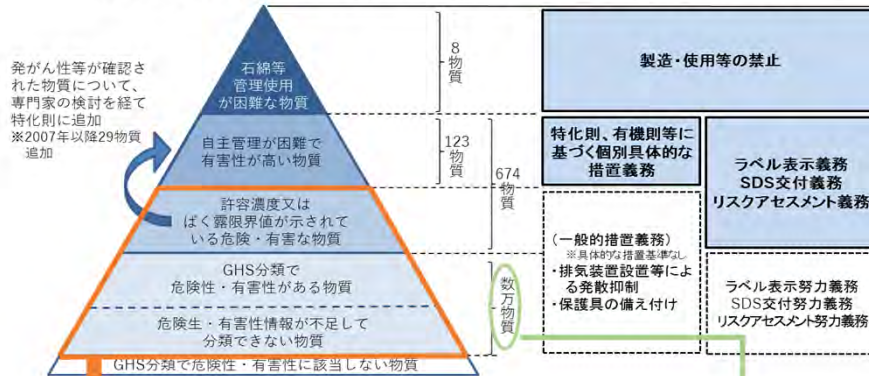 発がん性等が確認され
た物質について、
専門家の検討を経て
特化則に追加
※2007年以降29物質
追加
石綿等
管理使用
が困難な物質
自主管理が困難で
有害性が高い物質
許容濃度又は
ばく露限界値が示されて
いる危険・有害な物質
GHS分類で
危険性・有害性がある物質
危険生・有害性情報が不足して
分類できない物質
GHS分類で危険性・有害性に該当しない物質
8
物質
123
物質
674
物質
数万物質
製造・使用等の禁止
特化則、有機則等に
基づく個別具体的な
措置義務
ラベル表示義務
SDS交付義務
リスクアセスメント義務
(一般的措置義務)
※具体的な措置基準なし
・排気装置設置等によ
る発散抑制
・保護具の備え付け
ラベル表示努力義務
SDS交付努力義務
リスクアセスメント努力義務